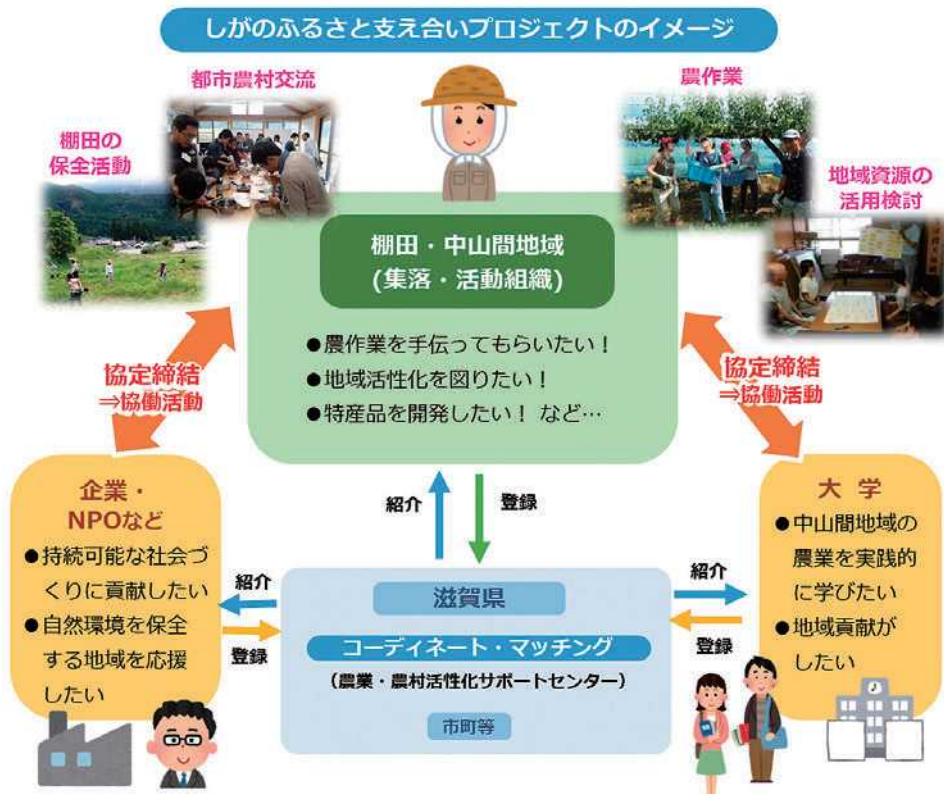 しがのふるさと支え合いプロジェクトのイメージ
都市農村交流
農作業
棚田の
保全活動
地域資源の
活用検討
棚田・中山間地域
(集落・活動組織)
●農作業を手伝ってもらいたい！
●地域活性化を図りたい！
●特産品を開発したい！ など…
協定締結
⇒協働活動
協定締結
⇒協働活動
企業・
NPOなど
●持続可能な社会づ
くりに貢献したい
●自然環境を保全
する地域を応援
したい
大 学
●中山間地域の
農業を実践的
に学びたい
●地域貢献が
したい
紹介
登録
紹介
登録
紹介
登録
滋賀県
コーディネート・マッチング
（農業・農村活性化サポートセンター）
市町等